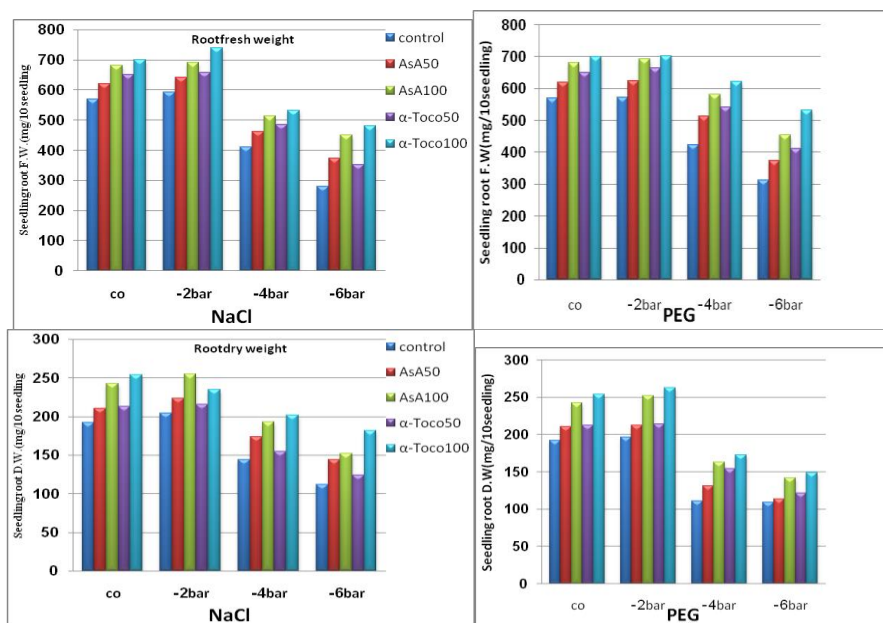 Rootfresh weight
Seedlingroot F.W.(mg/10 seedling
800
700
600
500
400
300
200
100
0
co -2bar -4bar -6bar
NaCl
control
AsA50
AsA100
α-Toco50
α-Toco100
Seedling root F.W(mg/10seedling)
800
700
600
500
400
300
200
100
0
co -2bar -4bar -6bar
PEG
Rootdry weight
Seedlingroot D.W.(mg/10 seedling
300
250
200
150
100
50
0
co -2bar -4bar -6bar
NaCl
control
AsA50
AsA100
α-Toco50
α-Toco100
Seedling root D.W(mg/10seedling)
300
250
200
150
100
50
0
co -2bar -4bar -6bar
PEG